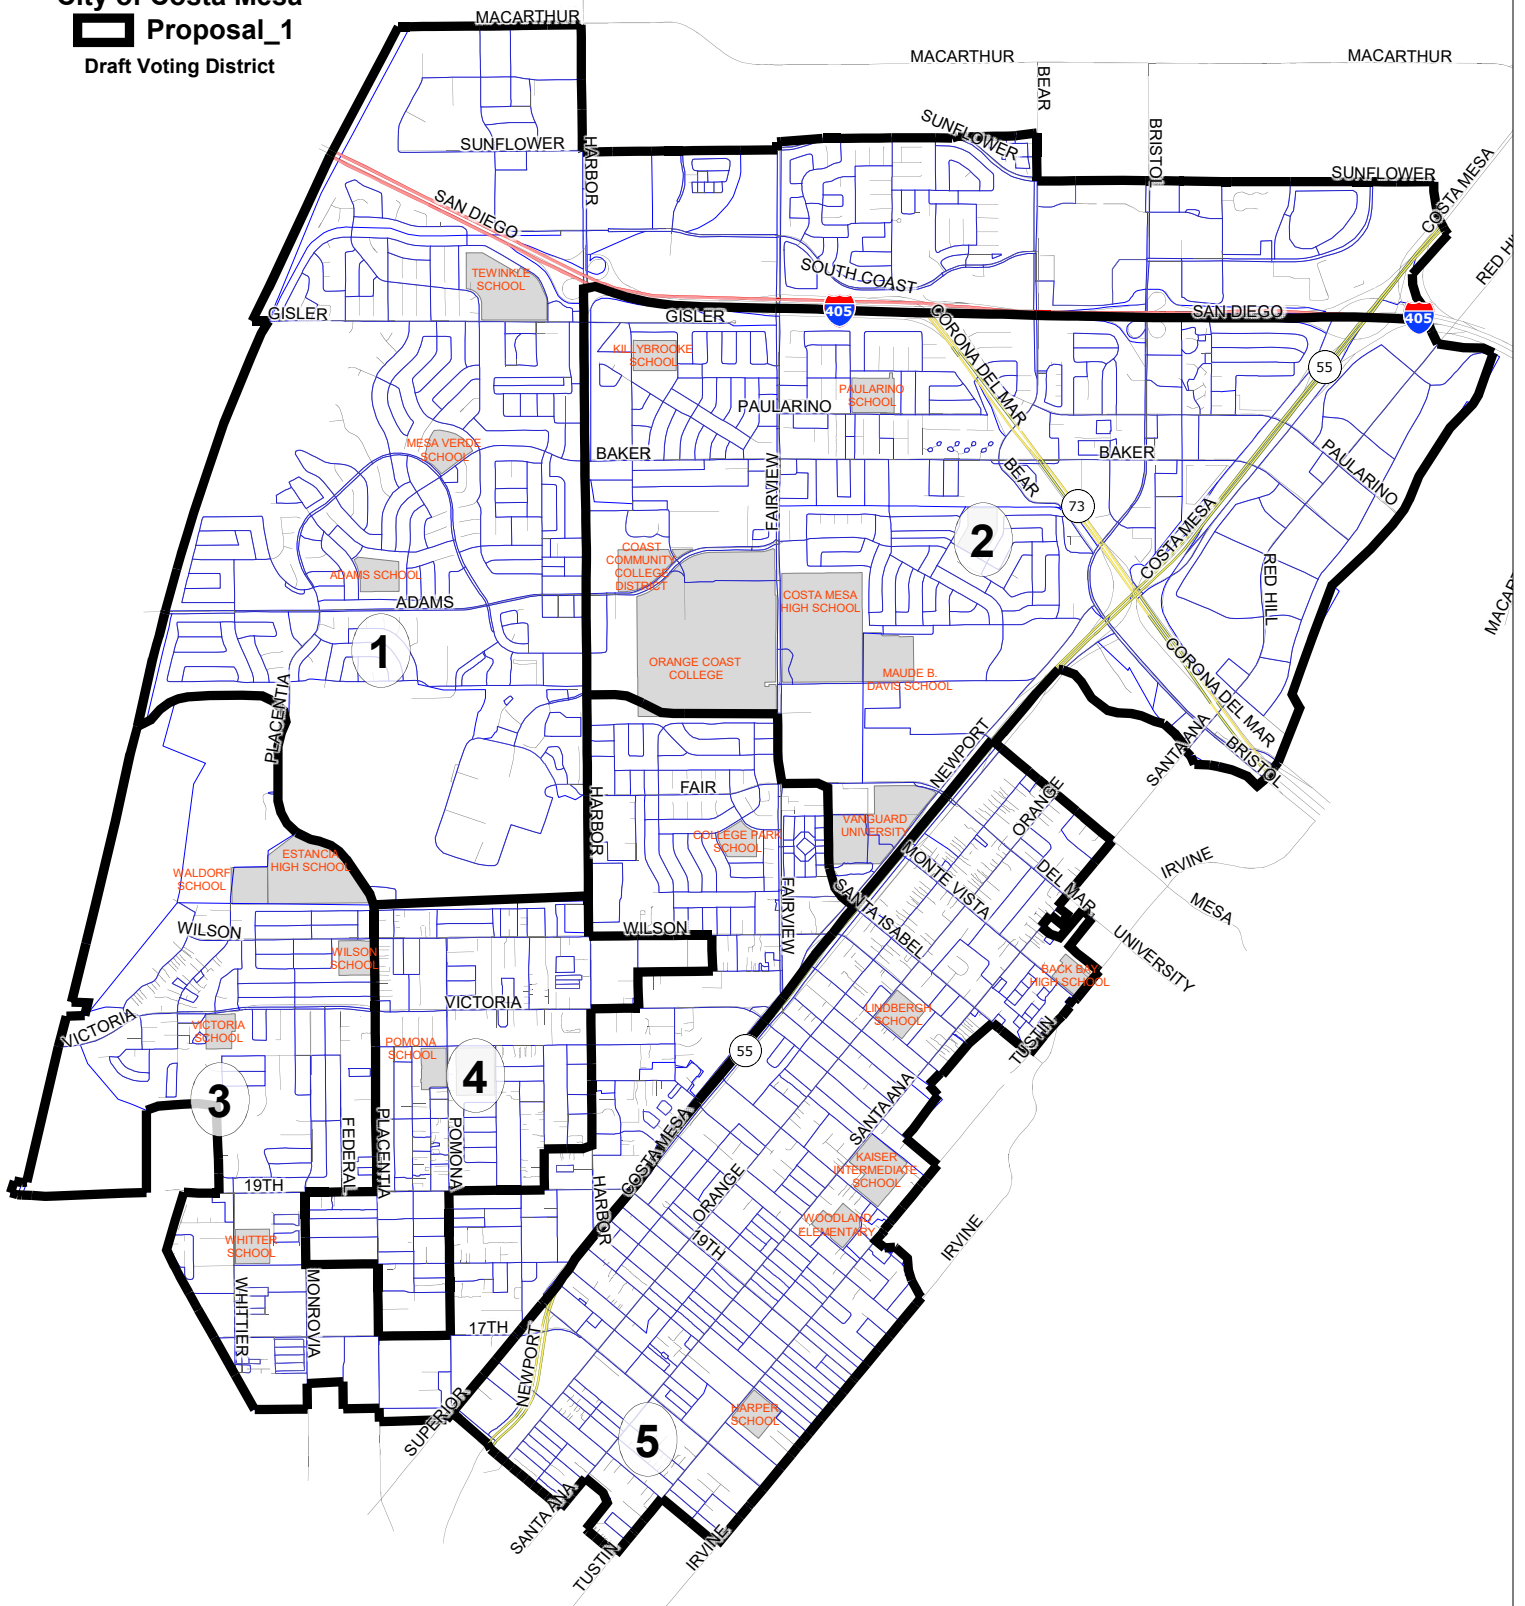 City of Costa Mesa
Proposal_1
Draft Voting District
MACARTHUR
MACARTHUR
MACARTHUR
BEAR
SUNFLOWER
BRISTOL
SUNFLOWER
HARBOR
SUNFLOWER
COSTA MESA
SAN DIEGO
RED HI
TEWINKLE
SCHOOL
SOUTH COAST
GISLER
GISLER
405
CORONA DEL MAR
SAN DIEGO
405
KILLYBROOKE
SCHOOL
55
PAULARINO
SCHOOL
PAULARINO
MESA VERDE
SCHOOL
BAKER
FAIRVIEW
BEAR
BAKER
PAULARINO
73
COSTA MESA
2
COAST
COMMUNITY
COLLEGE
DISTRICT
ADAMS SCHOOL
ADAMS
COSTA MESA
HIGH SCHOOL
RED HILL
MACAR
1
ORANGE COAST
COLLEGE
MAUDE B.
DAVIS SCHOOL
CORONA DEL MAR
PLACENTIA
SANTA ANA
BRISTOL
NEWPORT
HARBOR
FAIR
ORANGE
COLLEGE PARK
SCHOOL
VANGUARD
UNIVERSITY
MONTE VISTA
IRVINE
ESTANCIA
HIGH SCHOOL
WALDORF
SCHOOL
DEL MAR
MESA
FAIRVIEW
SANTA ISABEL
WILSON
WILSON
UNIVERSITY
WILSON
SCHOOL
BACK BAY
HIGH SCHOOL
VICTORIA
VICTORIA
LINDBERGH
SCHOOL
VICTORIA
SCHOOL
POMONA
SCHOOL
55
TUSTIN
3
4
SANTA ANA
FEDERAL
PLACENTIA
POMONA
COSTA MESA
KAISER
INTERMEDIATE
SCHOOL
19TH
HARBOR
ORANGE
WOODLAND
ELEMENTARY
19TH
IRVINE
WHITTER
SCHOOL
WHITTIER
MONROVIA
17TH
NEWPORT
HARPER
SCHOOL
SUPERIOR
5
SANTA ANA
TUSTIN
IRVINE